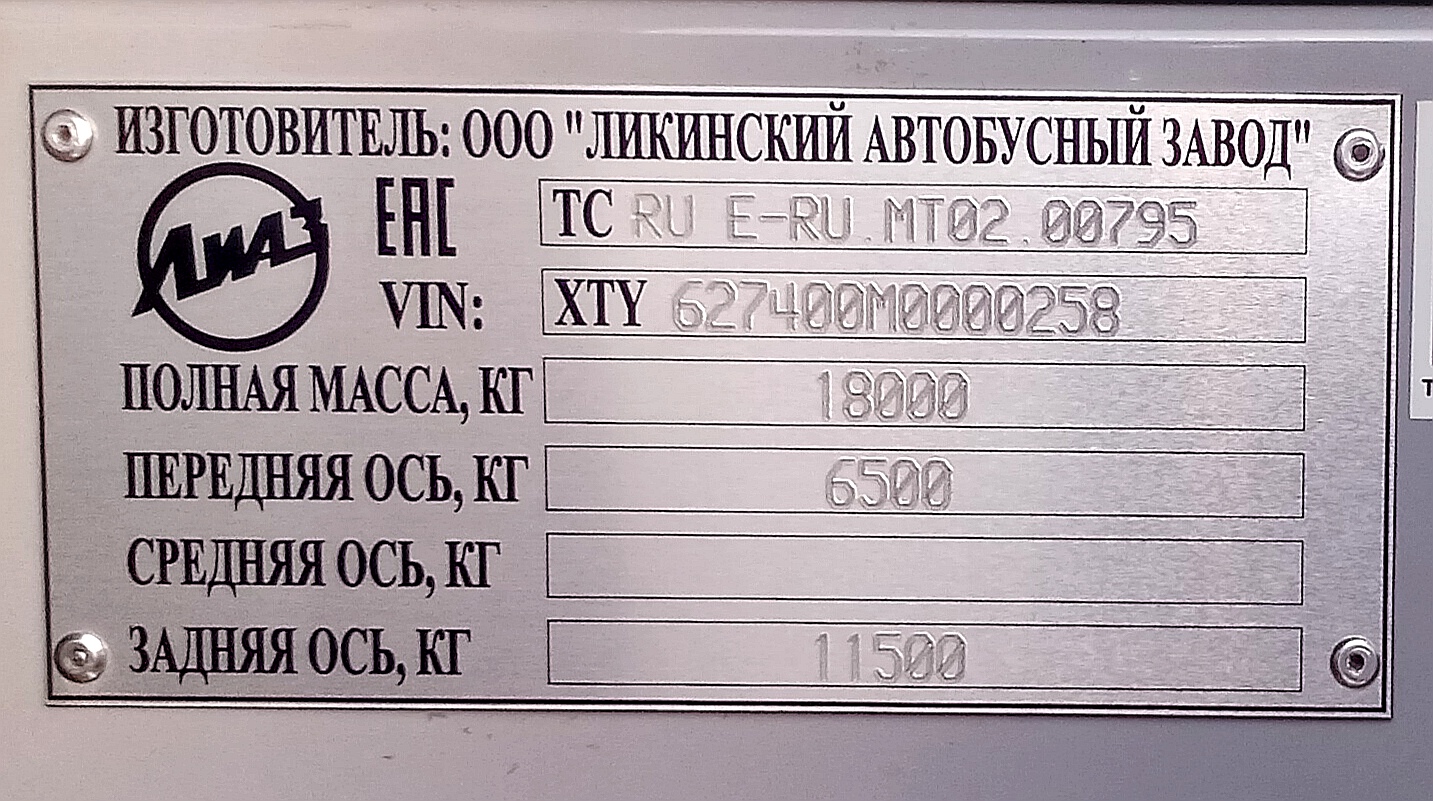 ИЗГОТОВИТЕЛЬ: ООО "ЛИКИНСКИЙ АВТОБУСНЫЙ ЗАВОД"
ЛиАЗ EAC ТС RU E-RU.MT02.00795
VIN: XTY 627400M0000258
ПОЛНАЯ МАССА, КГ 18000
ПЕРЕДНЯЯ ОСЬ, КГ 6500
СРЕДНЯЯ ОСЬ, КГ
ЗАДНЯЯ ОСЬ, КГ 11500